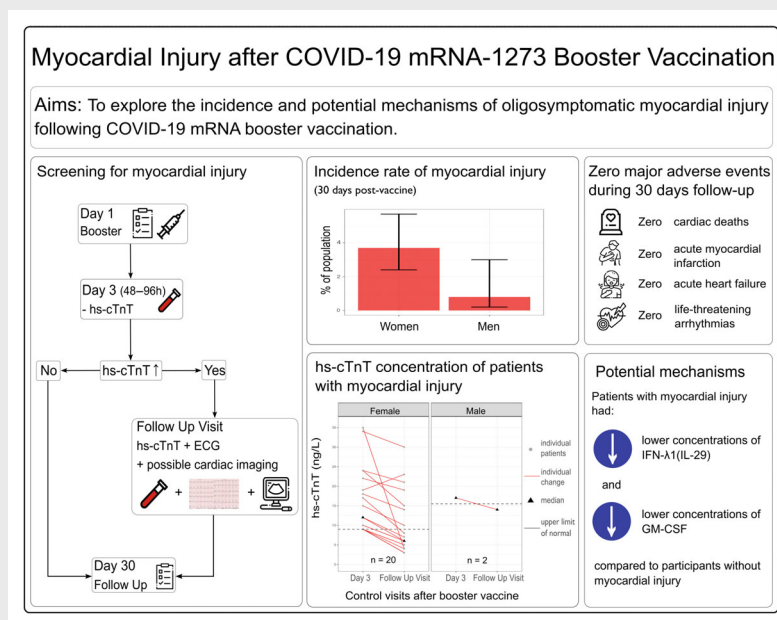 Myocardial Injury after COVID-19 mRNA-1273 Booster Vaccination
Aims: To explore the incidence and potential mechanisms of oligosymptomatic myocardial injury
following COVID-19 mRNA booster vaccination.
Screening for myocardial injury
Day 1
Booster
Day 3 (48–96h)
- hs-cTnT
No
hs-cTnT ↑
Yes
Follow Up Visit
hs-cTnT + ECG
+ possible cardiac imaging
+ +
Day 30
Follow Up
Incidence rate of myocardial injury
(30 days post-vaccine)
% of population
4
2
0
Women Men
Zero major adverse events
during 30 days follow-up
Zero cardiac deaths
Zero acute myocardial
infarction
Zero acute heart failure
Zero life-threatening
arrhythmias
hs-cTnT concentration of patients
with myocardial injury
hs-cTnT (ng/L)
Female Male
individual
patients
individual
change
median
upper limit
of normal
n = 20 n = 2
Day 3 Follow Up Visit Day 3 Follow Up Visit
Control visits after booster vaccine
Potential mechanisms
Patients with myocardial injury
had:
lower concentrations of
IFN-λ1(IL-29)
and
lower concentrations of
GM-CSF
compared to participants without
myocardial injury